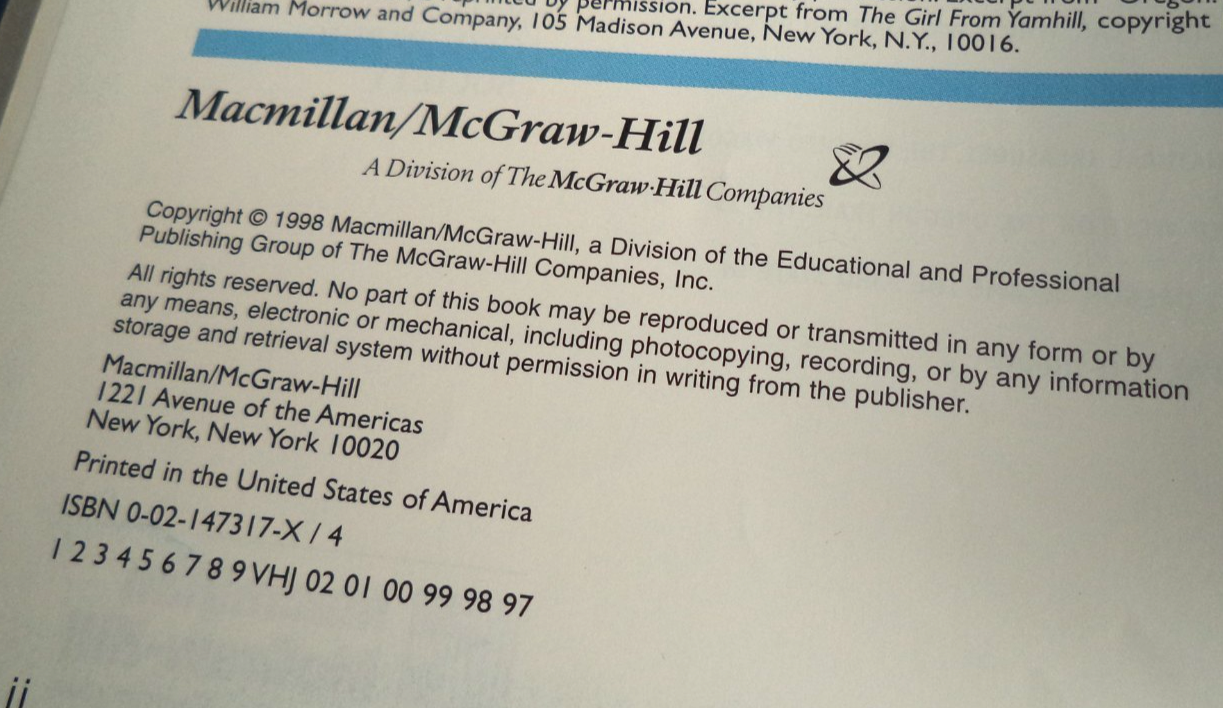 by permission. Excerpt from
William Morrow and Company, 105 Madison Avenue, New York, N.Y., 10016.
The Girl From Yamhill, copyright
Macmillan/McGraw-Hill
A Division of The McGraw-Hill Companies
Copyright © 1998 Macmillan/McGraw-Hill, a Division of the Educational and Professional
Publishing Group of The McGraw-Hill Companies, Inc.
All rights reserved. No part of this book may be reproduced or transmitted in any form or by
any means, electronic or mechanical, including photocopying, recording, or by any information
storage and retrieval system without permission in writing from the publisher.
Macmillan/McGraw-Hill
1221 Avenue of the Americas
New York, New York 10020
Printed in the United States of America
ISBN 0-02-147317-X / 4
1 2 3 4 5 6 7 8 9 VHJ 02 01 00 99 98 97
ii